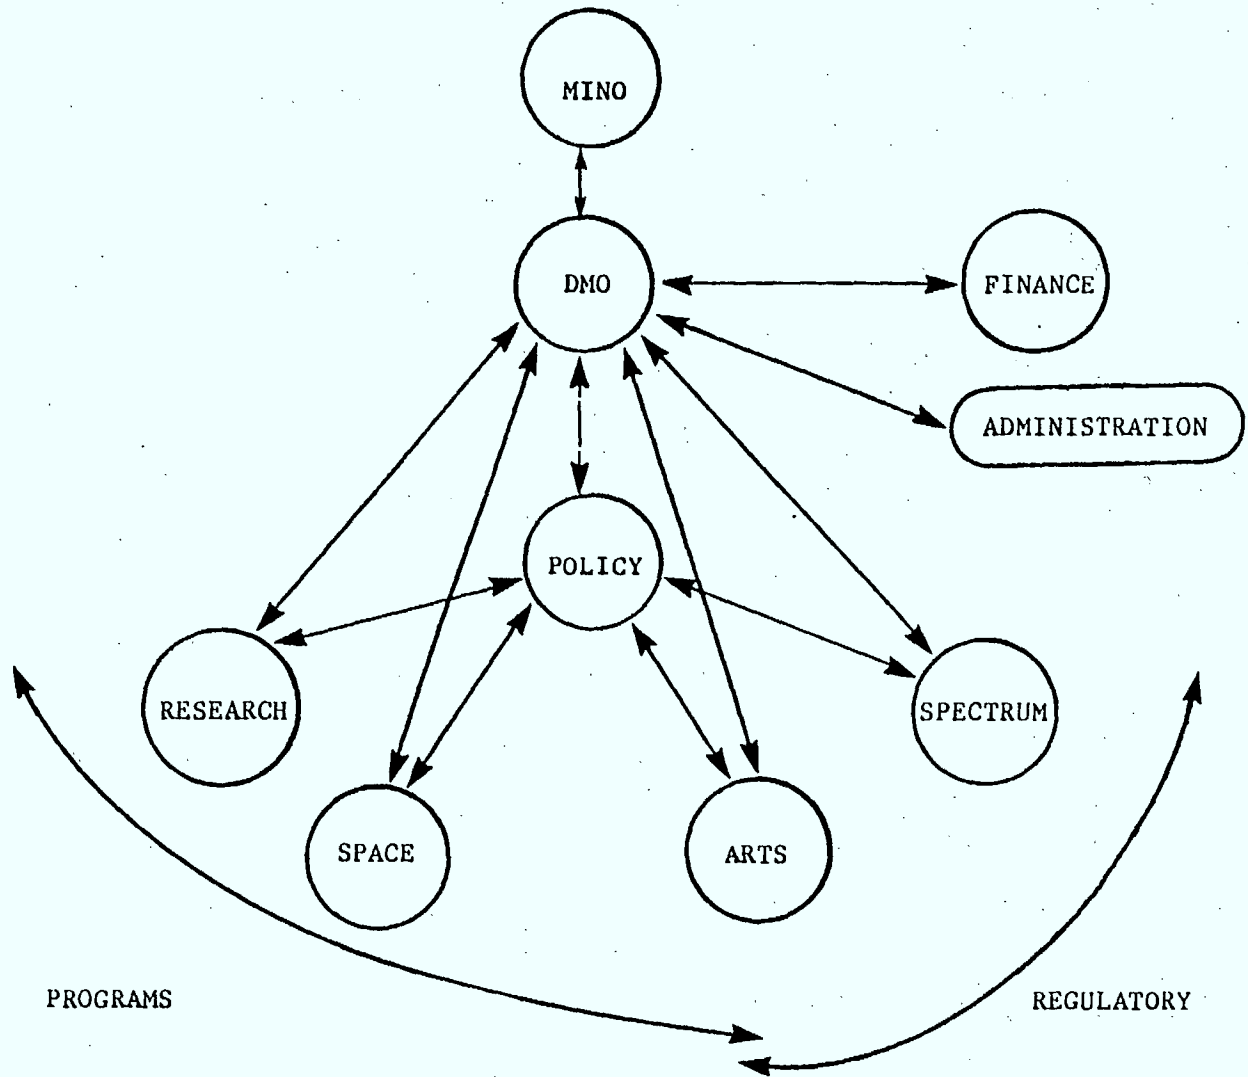 MINO
DMO
FINANCE
ADMINISTRATION
POLICY
RESEARCH
SPECTRUM
SPACE
ARTS
PROGRAMS
REGULATORY